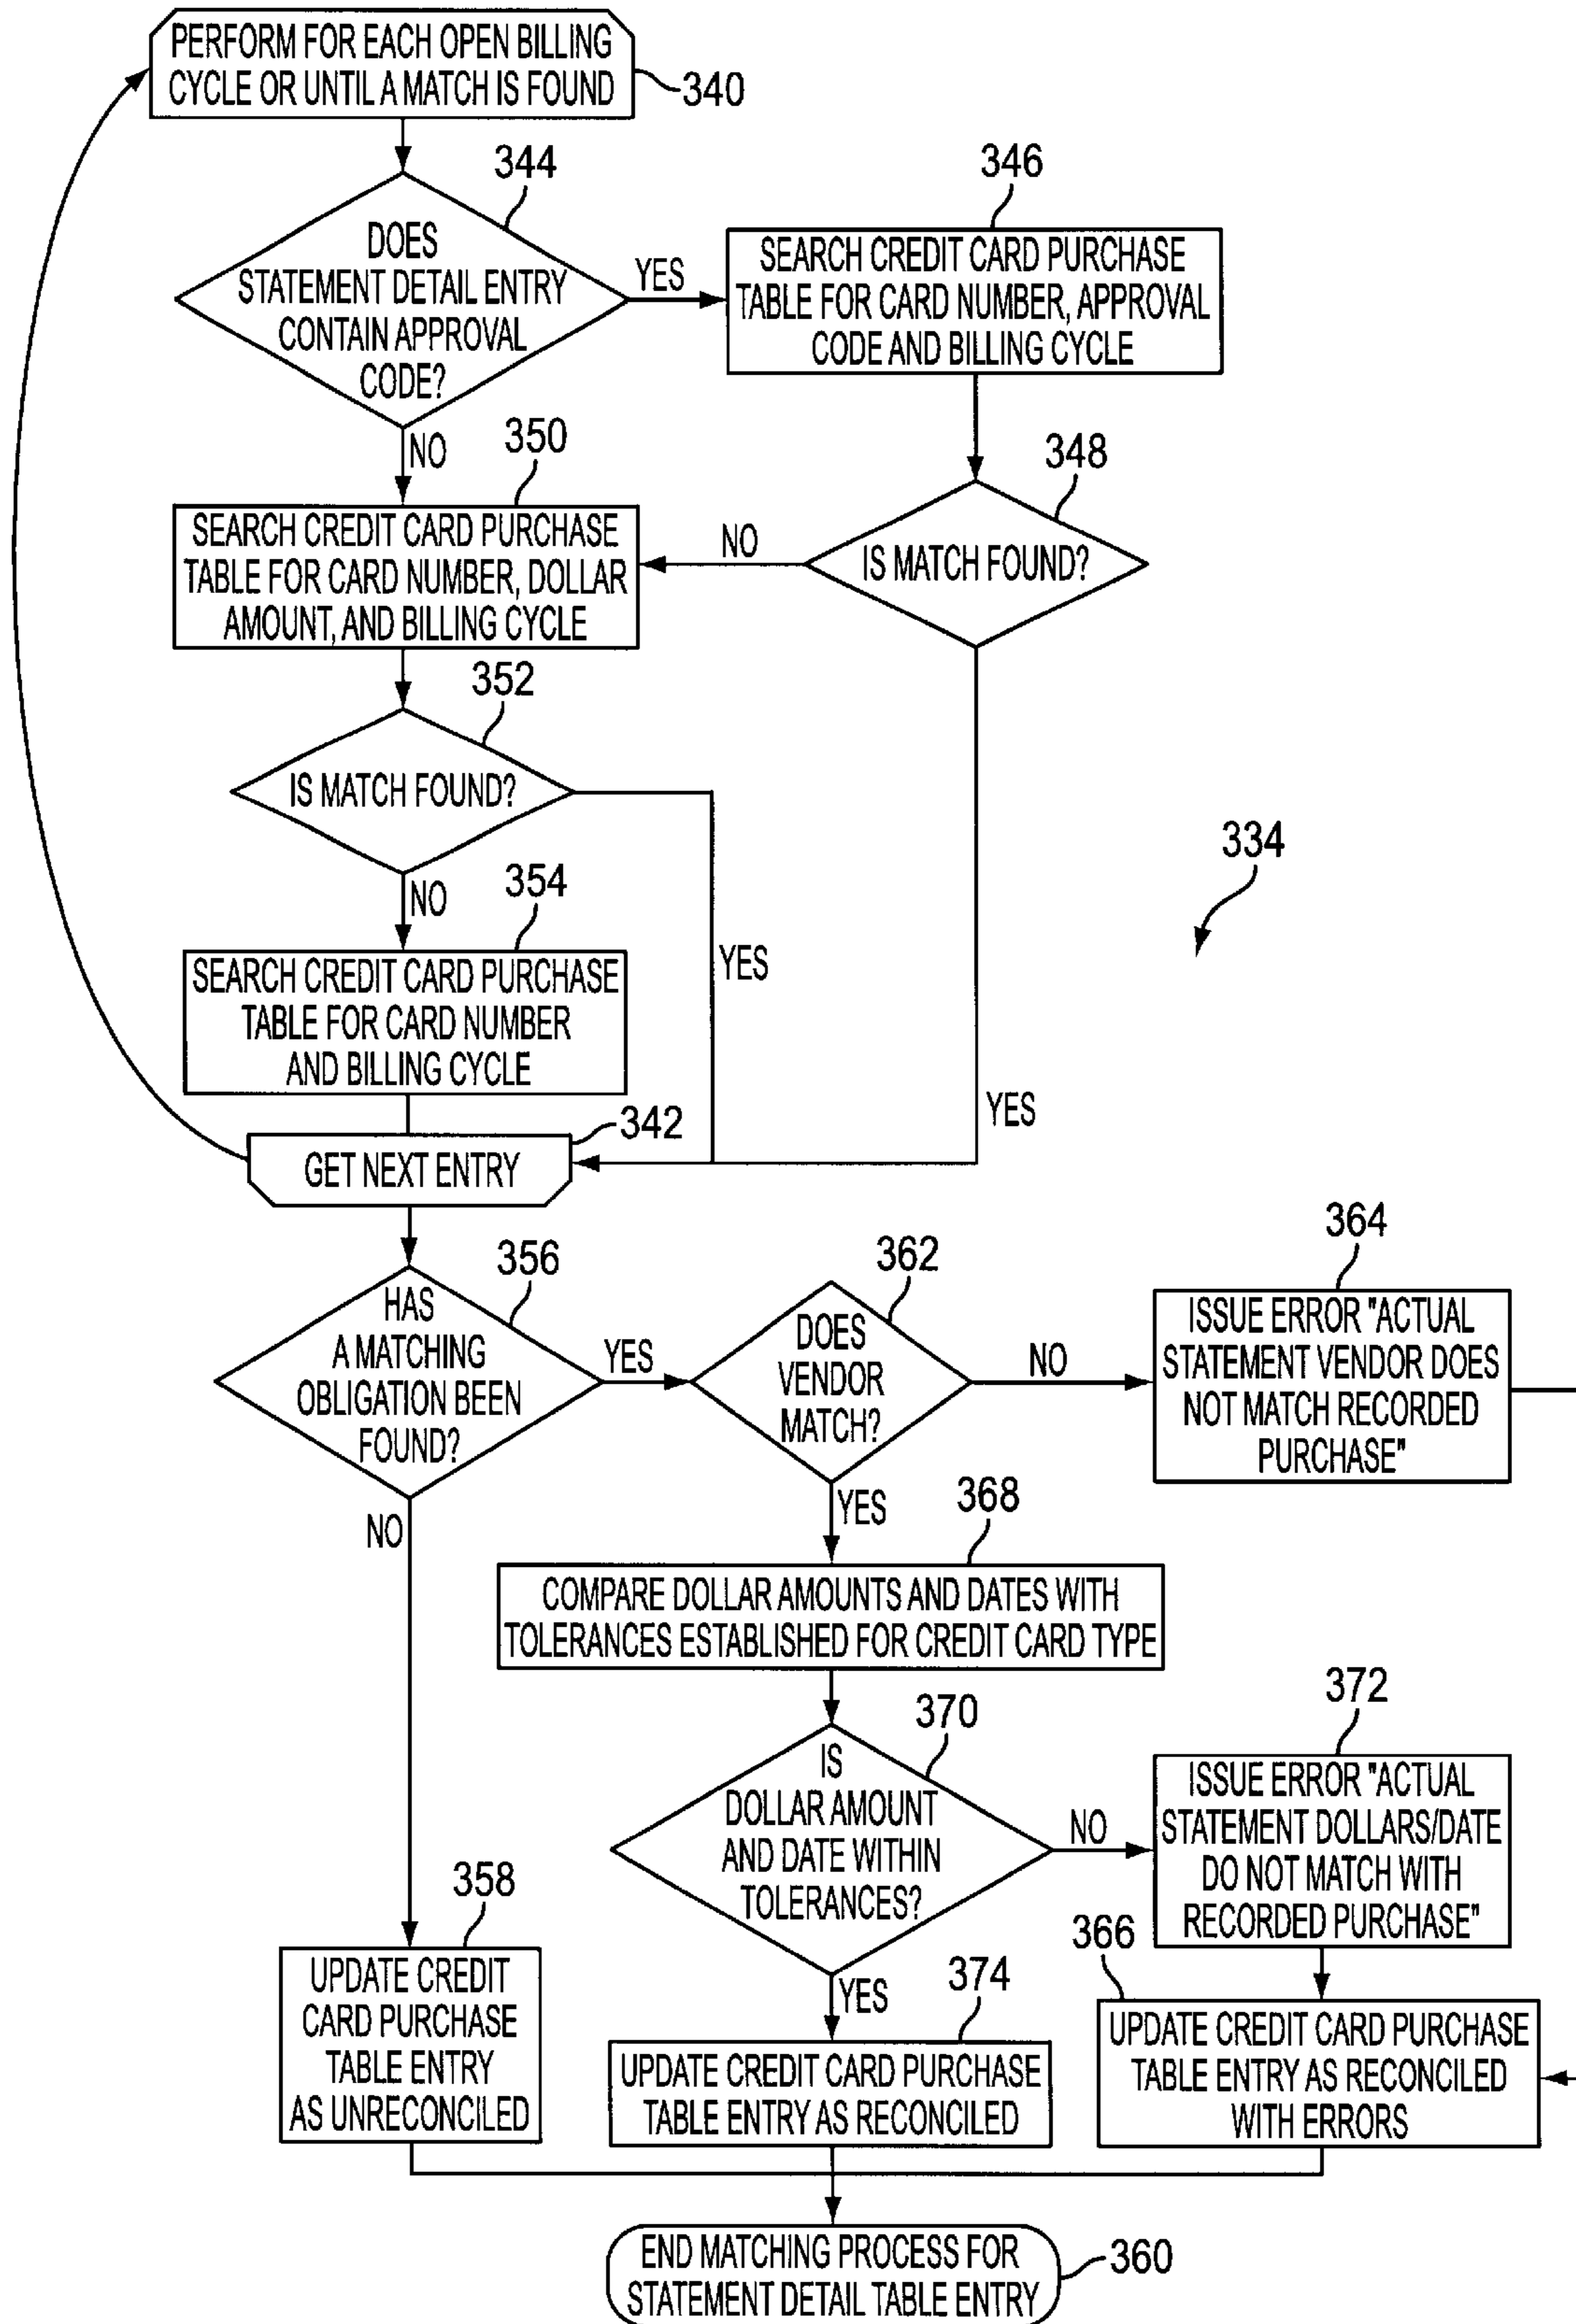 PERFORM FOR EACH OPEN BILLING
CYCLE OR UNTIL A MATCH IS FOUND
340
344
DOES
STATEMENT DETAIL ENTRY
CONTAIN APPROVAL
CODE?
YES
346
SEARCH CREDIT CARD PURCHASE
TABLE FOR CARD NUMBER, APPROVAL
CODE AND BILLING CYCLE
NO
350
348
SEARCH CREDIT CARD PURCHASE
TABLE FOR CARD NUMBER, DOLLAR
AMOUNT, AND BILLING CYCLE
NO
IS MATCH FOUND?
352
IS MATCH FOUND?
334
NO
354
YES
SEARCH CREDIT CARD PURCHASE
TABLE FOR CARD NUMBER
AND BILLING CYCLE
YES
342
GET NEXT ENTRY
356
HAS
A MATCHING
OBLIGATION BEEN
FOUND?
YES
362
DOES
VENDOR
MATCH?
NO
364
ISSUE ERROR "ACTUAL
STATEMENT VENDOR DOES
NOT MATCH RECORDED
PURCHASE"
NO
YES
368
COMPARE DOLLAR AMOUNTS AND DATES WITH
TOLERANCES ESTABLISHED FOR CREDIT CARD TYPE
370
IS
DOLLAR AMOUNT
AND DATE WITHIN
TOLERANCES?
NO
372
ISSUE ERROR "ACTUAL
STATEMENT DOLLARS/DATE
DO NOT MATCH WITH
RECORDED PURCHASE"
358
UPDATE CREDIT
CARD PURCHASE
TABLE ENTRY
AS UNRECONCILED
YES
374
UPDATE CREDIT CARD PURCHASE
TABLE ENTRY AS RECONCILED
366
UPDATE CREDIT CARD PURCHASE
TABLE ENTRY AS RECONCILED
WITH ERRORS
END MATCHING PROCESS FOR
STATEMENT DETAIL TABLE ENTRY
360